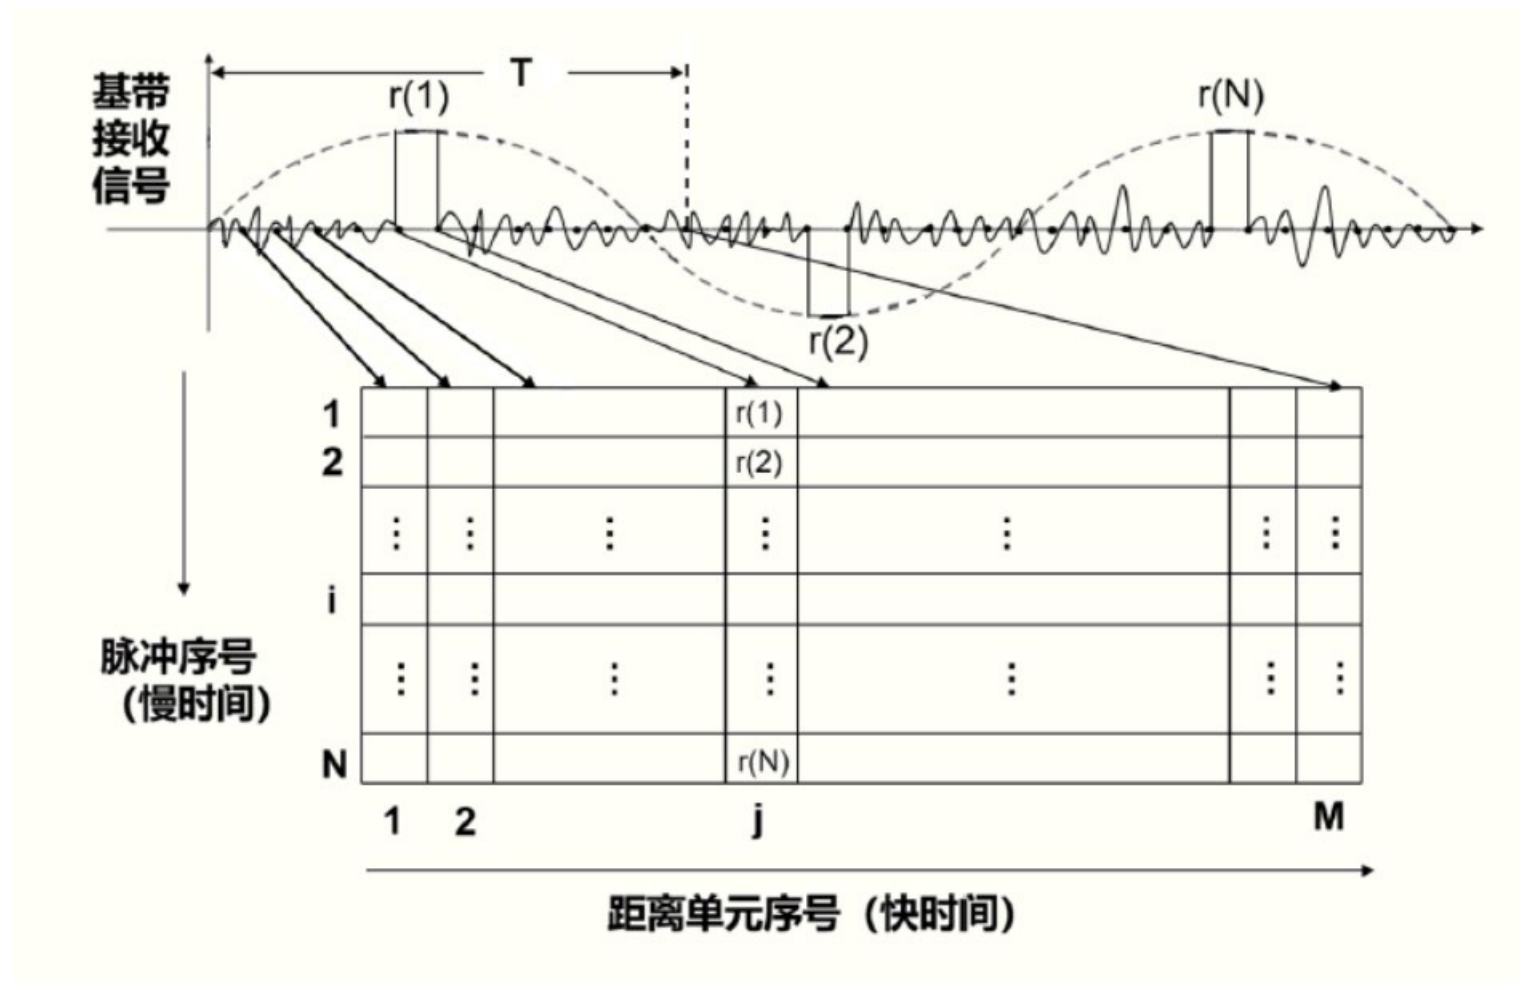 基带
接收
信号
T
r(1)
r(N)
r(2)
1
r(1)
2
r(2)
⋮ ⋮ ⋮ ⋮ ⋮ ⋮ ⋮
i
脉冲序号
（慢时间）
⋮ ⋮ ⋮ ⋮ ⋮ ⋮ ⋮
N
r(N)
1 2 j M
距离单元序号（快时间）